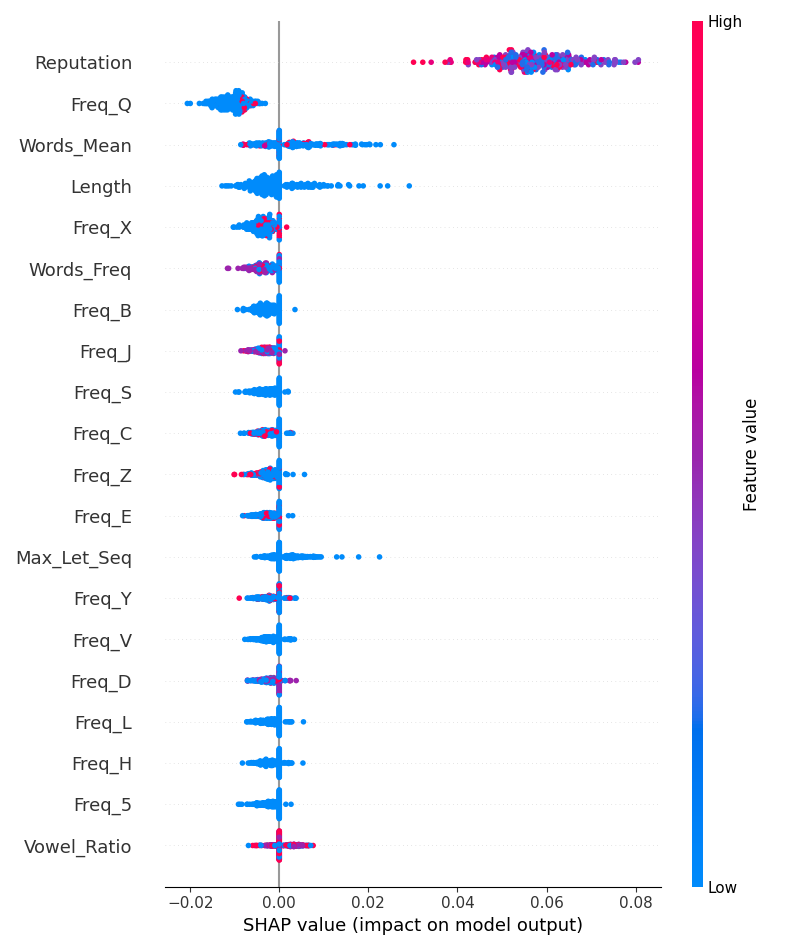 High
Reputation
Freq_Q
Words_Mean
Length
Freq_X
Words_Freq
Freq_B
Freq_J
Freq_S
Freq_C
Freq_Z
Freq_E
Max_Let_Seq
Freq_Y
Freq_V
Freq_D
Freq_L
Freq_H
Freq_5
Vowel_Ratio
Feature value
Low
−0.02 0.00 0.02 0.04 0.06 0.08
SHAP value (impact on model output)